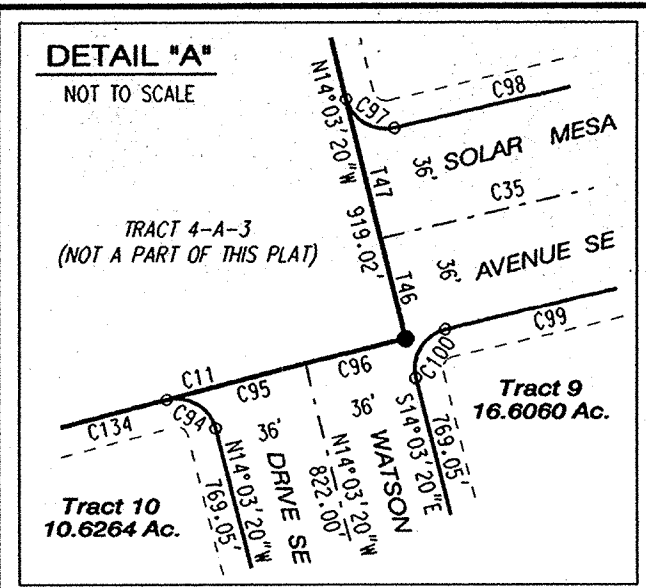 DETAIL "A"
NOT TO SCALE
N14°03'20"W
919.02'
C97
C98
T47
36'
SOLAR MESA
C35
TRACT 4-A-3
(NOT A PART OF THIS PLAT)
T46
36'
AVENUE SE
C99
C100
C11
C96
C95
C134
C94
36'
36'
Tract 9
16.6060 Ac.
S14°03'20"E
769.05'
WATSON
DRIVE SE
N14°03'20"W
822.00'
N14°03'20"W
769.05'
Tract 10
10.6264 Ac.